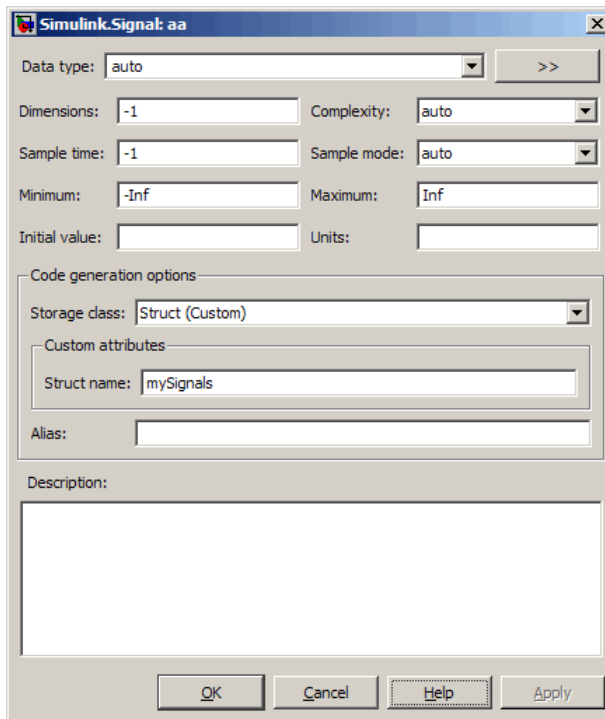 Simulink.Signal: aa
Data type: auto >>
Dimensions: -1 Complexity: auto
Sample time: -1 Sample mode: auto
Minimum: -Inf Maximum: Inf
Initial value: Units:
Code generation options
Storage class: Struct (Custom)
Custom attributes
Struct name: mySignals
Alias:
Description:
OK Cancel Help Apply